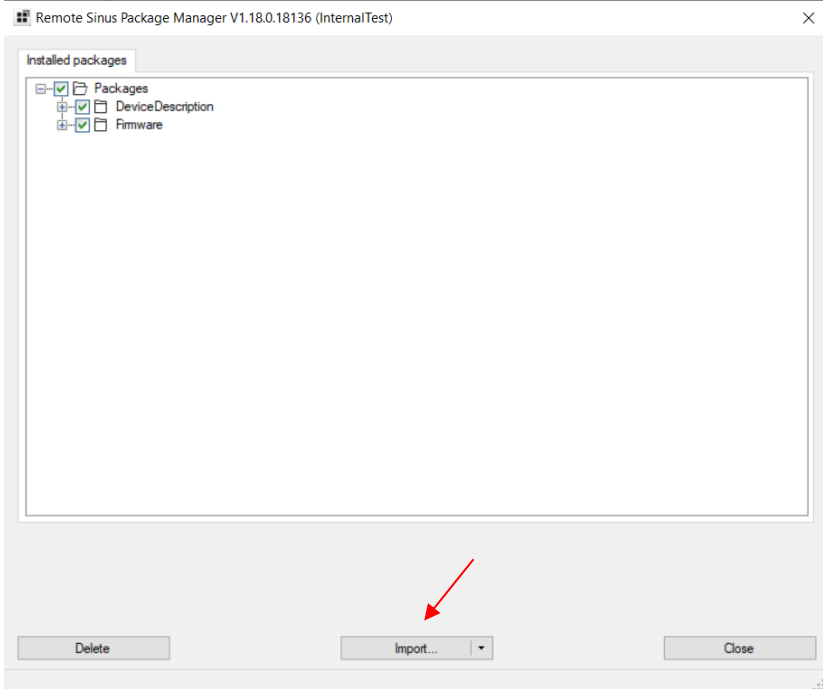 Remote Sinus Package Manager V1.18.0.18136 (InternalTest)
Installed packages
Packages
DeviceDescription
Firmware
Delete
Import...
Close